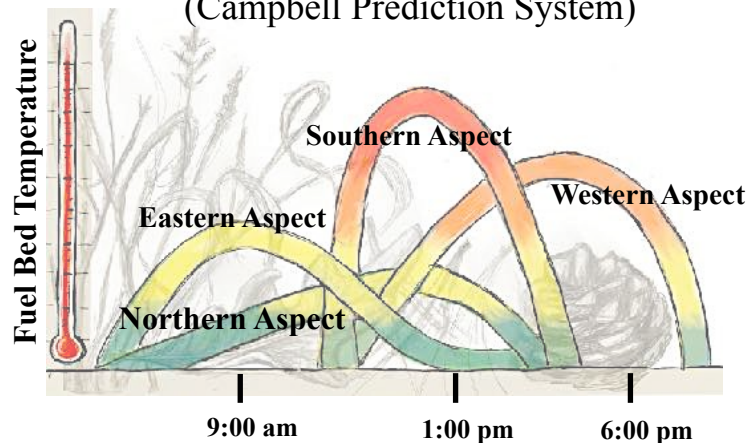 (Campbell Prediction System)
Fuel Bed Temperature
Southern Aspect
Western Aspect
Eastern Aspect
Northern Aspect
9:00 am
1:00 pm
6:00 pm